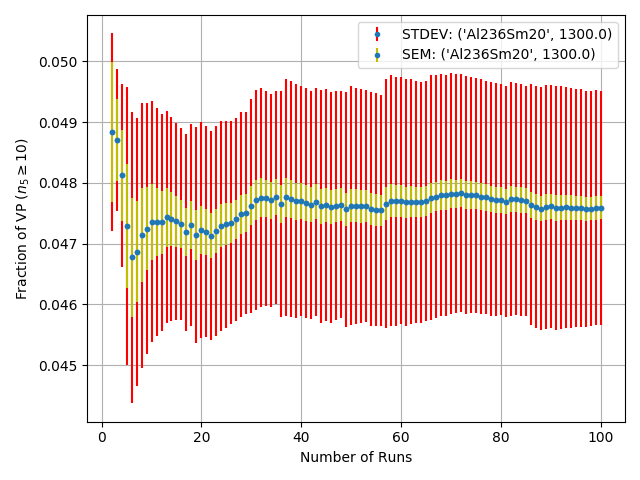 STDEV: ('Al236Sm20', 1300.0)
SEM: ('Al236Sm20', 1300.0)
Fraction of VP (n₅ ≥ 10)
0.050
0.049
0.048
0.047
0.046
0.045
0 20 40 60 80 100
Number of Runs